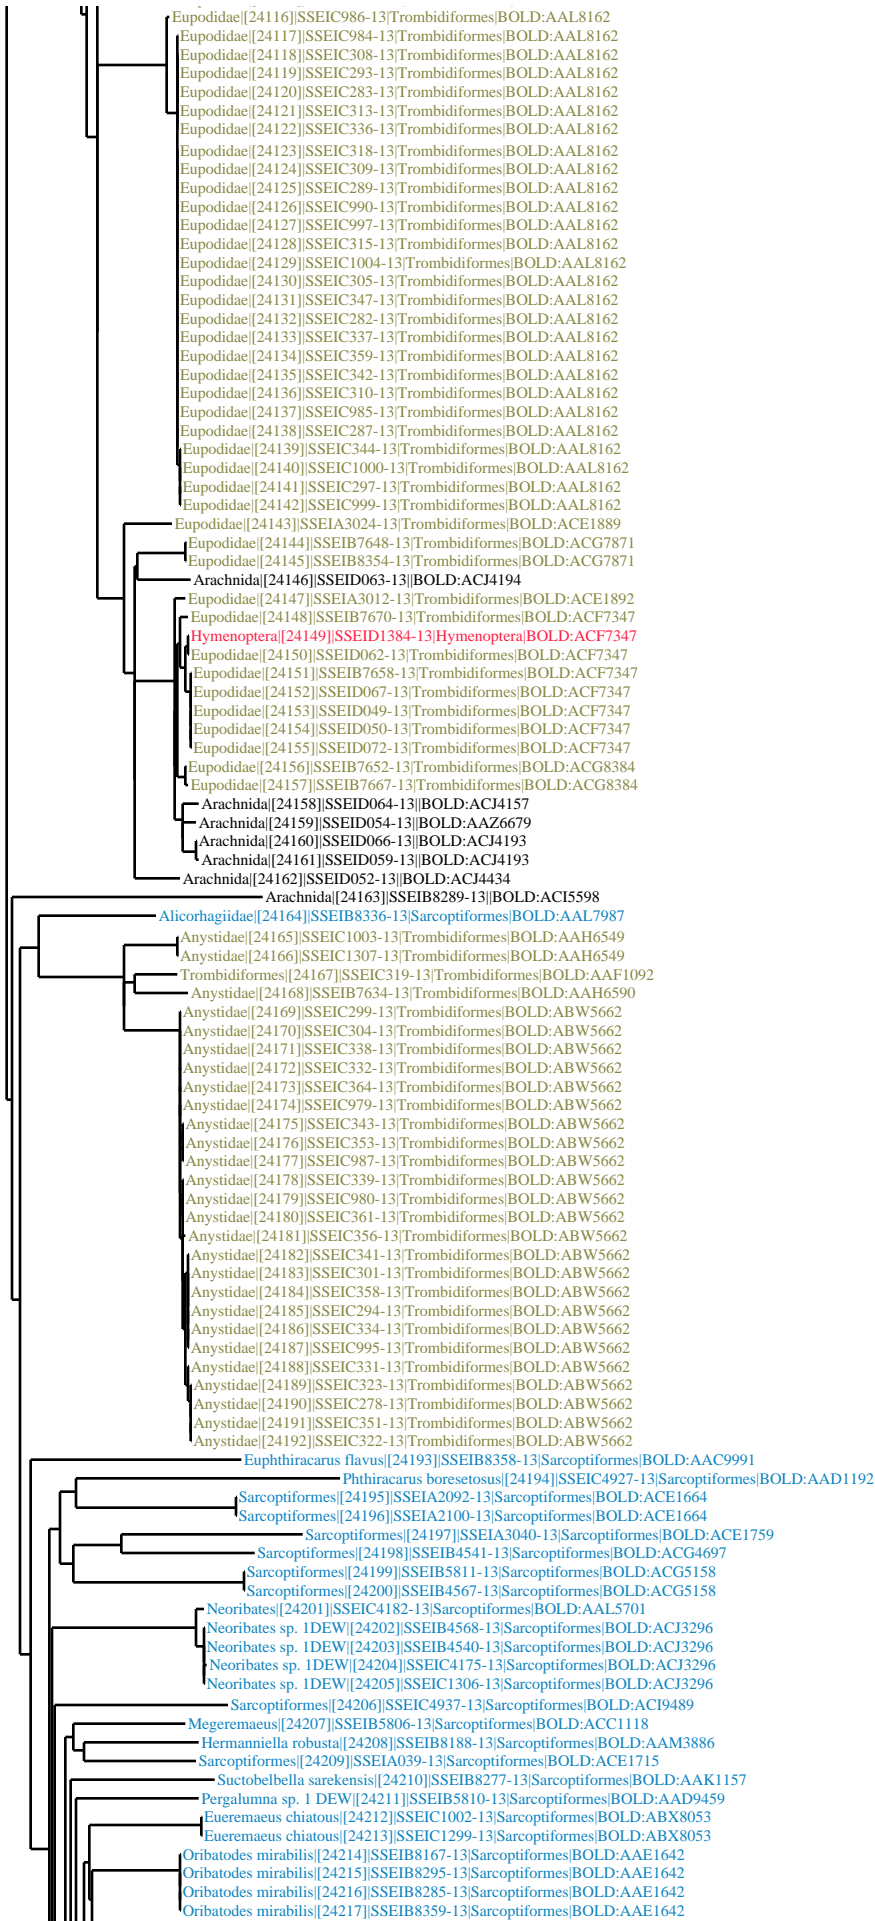 Eupodidae|[24116]|SSEIC986-13|Trombidiformes|BOLD:AAL8162
Eupodidae|[24117]|SSEIC984-13|Trombidiformes|BOLD:AAL8162
Eupodidae|[24118]|SSEIC308-13|Trombidiformes|BOLD:AAL8162
Eupodidae|[24119]|SSEIC293-13|Trombidiformes|BOLD:AAL8162
Eupodidae|[24120]|SSEIC283-13|Trombidiformes|BOLD:AAL8162
Eupodidae|[24121]|SSEIC313-13|Trombidiformes|BOLD:AAL8162
Eupodidae|[24122]|SSEIC336-13|Trombidiformes|BOLD:AAL8162
Eupodidae|[24123]|SSEIC318-13|Trombidiformes|BOLD:AAL8162
Eupodidae|[24124]|SSEIC309-13|Trombidiformes|BOLD:AAL8162
Eupodidae|[24125]|SSEIC289-13|Trombidiformes|BOLD:AAL8162
Eupodidae|[24126]|SSEIC990-13|Trombidiformes|BOLD:AAL8162
Eupodidae|[24127]|SSEIC997-13|Trombidiformes|BOLD:AAL8162
Eupodidae|[24128]|SSEIC315-13|Trombidiformes|BOLD:AAL8162
Eupodidae|[24129]|SSEIC1004-13|Trombidiformes|BOLD:AAL8162
Eupodidae|[24130]|SSEIC305-13|Trombidiformes|BOLD:AAL8162
Eupodidae|[24131]|SSEIC347-13|Trombidiformes|BOLD:AAL8162
Eupodidae|[24132]|SSEIC282-13|Trombidiformes|BOLD:AAL8162
Eupodidae|[24133]|SSEIC337-13|Trombidiformes|BOLD:AAL8162
Eupodidae|[24134]|SSEIC359-13|Trombidiformes|BOLD:AAL8162
Eupodidae|[24135]|SSEIC342-13|Trombidiformes|BOLD:AAL8162
Eupodidae|[24136]|SSEIC310-13|Trombidiformes|BOLD:AAL8162
Eupodidae|[24137]|SSEIC985-13|Trombidiformes|BOLD:AAL8162
Eupodidae|[24138]|SSEIC287-13|Trombidiformes|BOLD:AAL8162
Eupodidae|[24139]|SSEIC344-13|Trombidiformes|BOLD:AAL8162
Eupodidae|[24140]|SSEIC1000-13|Trombidiformes|BOLD:AAL8162
Eupodidae|[24141]|SSEIC297-13|Trombidiformes|BOLD:AAL8162
Eupodidae|[24142]|SSEIC999-13|Trombidiformes|BOLD:AAL8162
Eupodidae|[24143]|SSEIA3024-13|Trombidiformes|BOLD:ACE1889
Eupodidae|[24144]|SSEIB7648-13|Trombidiformes|BOLD:ACG7871
Eupodidae|[24145]|SSEIB8354-13|Trombidiformes|BOLD:ACG7871
Arachnida|[24146]|SSEID063-13||BOLD:ACJ4194
Eupodidae|[24147]|SSEIA3012-13|Trombidiformes|BOLD:ACE1892
Eupodidae|[24148]|SSEIB7670-13|Trombidiformes|BOLD:ACF7347
Hymenoptera|[24149]|SSEID1384-13|Hymenoptera|BOLD:ACF7347
Eupodidae|[24150]|SSEID062-13|Trombidiformes|BOLD:ACF7347
Eupodidae|[24151]|SSEIB7658-13|Trombidiformes|BOLD:ACF7347
Eupodidae|[24152]|SSEID067-13|Trombidiformes|BOLD:ACF7347
Eupodidae|[24153]|SSEID049-13|Trombidiformes|BOLD:ACF7347
Eupodidae|[24154]|SSEID050-13|Trombidiformes|BOLD:ACF7347
Eupodidae|[24155]|SSEID072-13|Trombidiformes|BOLD:ACF7347
Eupodidae|[24156]|SSEIB7652-13|Trombidiformes|BOLD:ACG8384
Eupodidae|[24157]|SSEIB7667-13|Trombidiformes|BOLD:ACG8384
Arachnida|[24158]|SSEID064-13||BOLD:ACJ4157
Arachnida|[24159]|SSEID054-13||BOLD:AAZ6679
Arachnida|[24160]|SSEID066-13||BOLD:ACJ4193
Arachnida|[24161]|SSEID059-13||BOLD:ACJ4193
Arachnida|[24162]|SSEID052-13||BOLD:ACJ4434
Arachnida|[24163]|SSEIB8289-13||BOLD:ACI5598
Alicorhagiidae|[24164]|SSEIB8336-13|Sarcoptiformes|BOLD:AAL7987
Anystidae|[24165]|SSEIC1003-13|Trombidiformes|BOLD:AAH6549
Anystidae|[24166]|SSEIC1307-13|Trombidiformes|BOLD:AAH6549
Trombidiformes|[24167]|SSEIC319-13|Trombidiformes|BOLD:AAF1092
Anystidae|[24168]|SSEIB7634-13|Trombidiformes|BOLD:AAH6590
Anystidae|[24169]|SSEIC299-13|Trombidiformes|BOLD:ABW5662
Anystidae|[24170]|SSEIC304-13|Trombidiformes|BOLD:ABW5662
Anystidae|[24171]|SSEIC338-13|Trombidiformes|BOLD:ABW5662
Anystidae|[24172]|SSEIC332-13|Trombidiformes|BOLD:ABW5662
Anystidae|[24173]|SSEIC364-13|Trombidiformes|BOLD:ABW5662
Anystidae|[24174]|SSEIC979-13|Trombidiformes|BOLD:ABW5662
Anystidae|[24175]|SSEIC343-13|Trombidiformes|BOLD:ABW5662
Anystidae|[24176]|SSEIC353-13|Trombidiformes|BOLD:ABW5662
Anystidae|[24177]|SSEIC987-13|Trombidiformes|BOLD:ABW5662
Anystidae|[24178]|SSEIC339-13|Trombidiformes|BOLD:ABW5662
Anystidae|[24179]|SSEIC980-13|Trombidiformes|BOLD:ABW5662
Anystidae|[24180]|SSEIC361-13|Trombidiformes|BOLD:ABW5662
Anystidae|[24181]|SSEIC356-13|Trombidiformes|BOLD:ABW5662
Anystidae|[24182]|SSEIC341-13|Trombidiformes|BOLD:ABW5662
Anystidae|[24183]|SSEIC301-13|Trombidiformes|BOLD:ABW5662
Anystidae|[24184]|SSEIC358-13|Trombidiformes|BOLD:ABW5662
Anystidae|[24185]|SSEIC294-13|Trombidiformes|BOLD:ABW5662
Anystidae|[24186]|SSEIC334-13|Trombidiformes|BOLD:ABW5662
Anystidae|[24187]|SSEIC995-13|Trombidiformes|BOLD:ABW5662
Anystidae|[24188]|SSEIC331-13|Trombidiformes|BOLD:ABW5662
Anystidae|[24189]|SSEIC323-13|Trombidiformes|BOLD:ABW5662
Anystidae|[24190]|SSEIC278-13|Trombidiformes|BOLD:ABW5662
Anystidae|[24191]|SSEIC351-13|Trombidiformes|BOLD:ABW5662
Anystidae|[24192]|SSEIC322-13|Trombidiformes|BOLD:ABW5662
Euphthiracarus flavus|[24193]|SSEIB8358-13|Sarcoptiformes|BOLD:AAC9991
Phthiracarus boresetosus|[24194]|SSEIC4927-13|Sarcoptiformes|BOLD:AAD1192
Sarcoptiformes|[24195]|SSEIA2092-13|Sarcoptiformes|BOLD:ACE1664
Sarcoptiformes|[24196]|SSEIA2100-13|Sarcoptiformes|BOLD:ACE1664
Sarcoptiformes|[24197]|SSEIA3040-13|Sarcoptiformes|BOLD:ACE1759
Sarcoptiformes|[24198]|SSEIB4541-13|Sarcoptiformes|BOLD:ACG4697
Sarcoptiformes|[24199]|SSEIB5811-13|Sarcoptiformes|BOLD:ACG5158
Sarcoptiformes|[24200]|SSEIB4567-13|Sarcoptiformes|BOLD:ACG5158
Neoribates|[24201]|SSEIC4182-13|Sarcoptiformes|BOLD:AAL5701
Neoribates sp. 1DEW|[24202]|SSEIB4568-13|Sarcoptiformes|BOLD:ACJ3296
Neoribates sp. 1DEW|[24203]|SSEIB4540-13|Sarcoptiformes|BOLD:ACJ3296
Neoribates sp. 1DEW|[24204]|SSEIC4175-13|Sarcoptiformes|BOLD:ACJ3296
Neoribates sp. 1DEW|[24205]|SSEIC1306-13|Sarcoptiformes|BOLD:ACJ3296
Sarcoptiformes|[24206]|SSEIC4937-13|Sarcoptiformes|BOLD:ACI9489
Megeremaeus|[24207]|SSEIB5806-13|Sarcoptiformes|BOLD:ACC1118
Hermanniella robusta|[24208]|SSEIB8188-13|Sarcoptiformes|BOLD:AAM3886
Sarcoptiformes|[24209]|SSEIA039-13|Sarcoptiformes|BOLD:ACE1715
Suctobelbella sarekensis|[24210]|SSEIB8277-13|Sarcoptiformes|BOLD:AAK1157
Pergalumna sp. 1 DEW|[24211]|SSEIB5810-13|Sarcoptiformes|BOLD:AAD9459
Eueremaeus chiatous|[24212]|SSEIC1002-13|Sarcoptiformes|BOLD:ABX8053
Eueremaeus chiatous|[24213]|SSEIC1299-13|Sarcoptiformes|BOLD:ABX8053
Oribatodes mirabilis|[24214]|SSEIB8167-13|Sarcoptiformes|BOLD:AAE1642
Oribatodes mirabilis|[24215]|SSEIB8295-13|Sarcoptiformes|BOLD:AAE1642
Oribatodes mirabilis|[24216]|SSEIB8285-13|Sarcoptiformes|BOLD:AAE1642
Oribatodes mirabilis|[24217]|SSEIB8359-13|Sarcoptiformes|BOLD:AAE1642